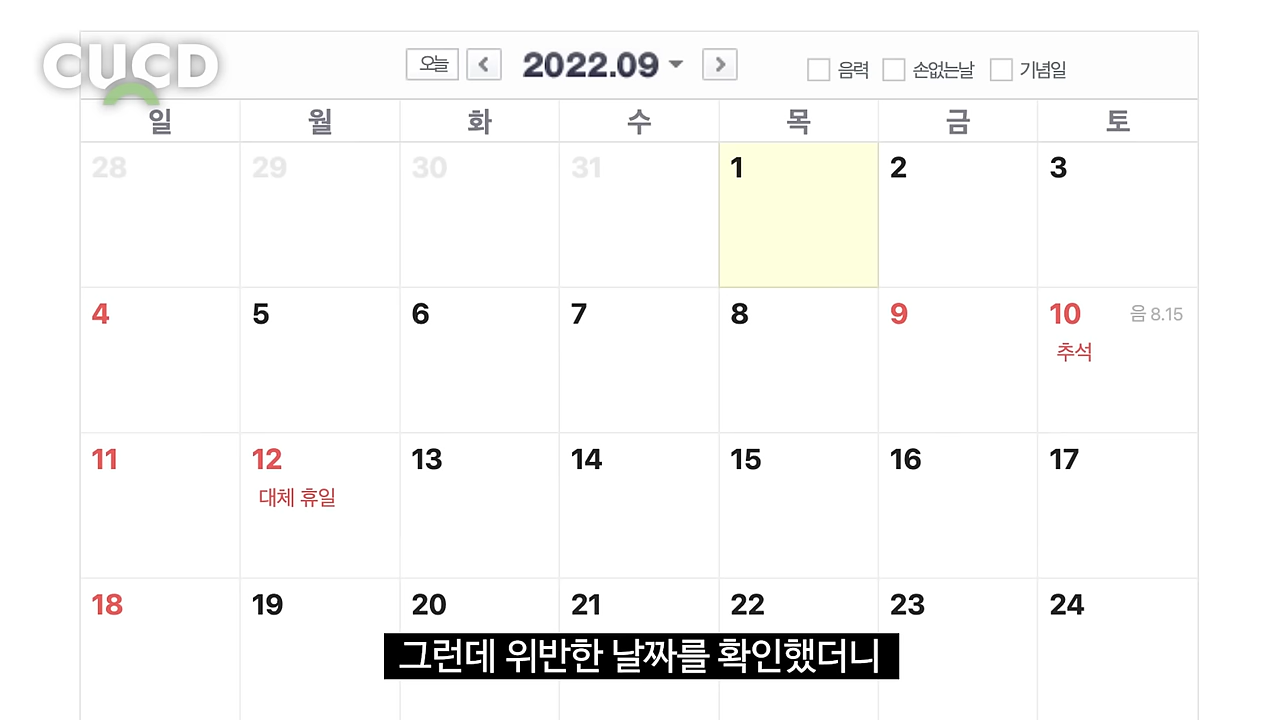 CUCD
오늘 2022.09 음력 손없는날 기념일
일 월 화 수 목 금 토
28 29 30 31 1 2 3
4 5 6 7 8 9 10 음 8.15
추석
11 12 13 14 15 16 17
대체 휴일
18 19 20 21 22 23 24
그런데 위반한 날짜를 확인했더니